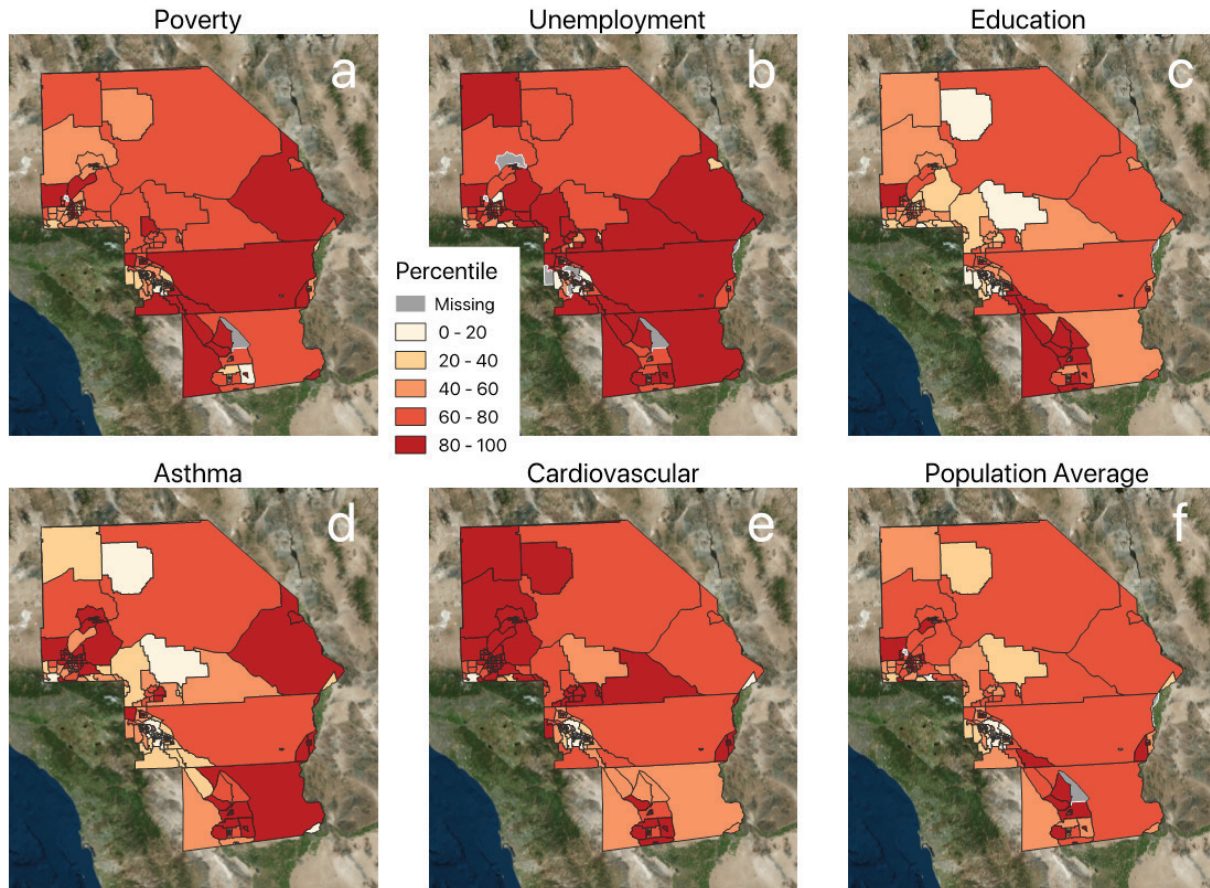 Poverty
Unemployment
Education
a
b
c
Percentile
Missing
0 - 20
20 - 40
40 - 60
60 - 80
80 - 100
Asthma
Cardiovascular
Population Average
d
e
f